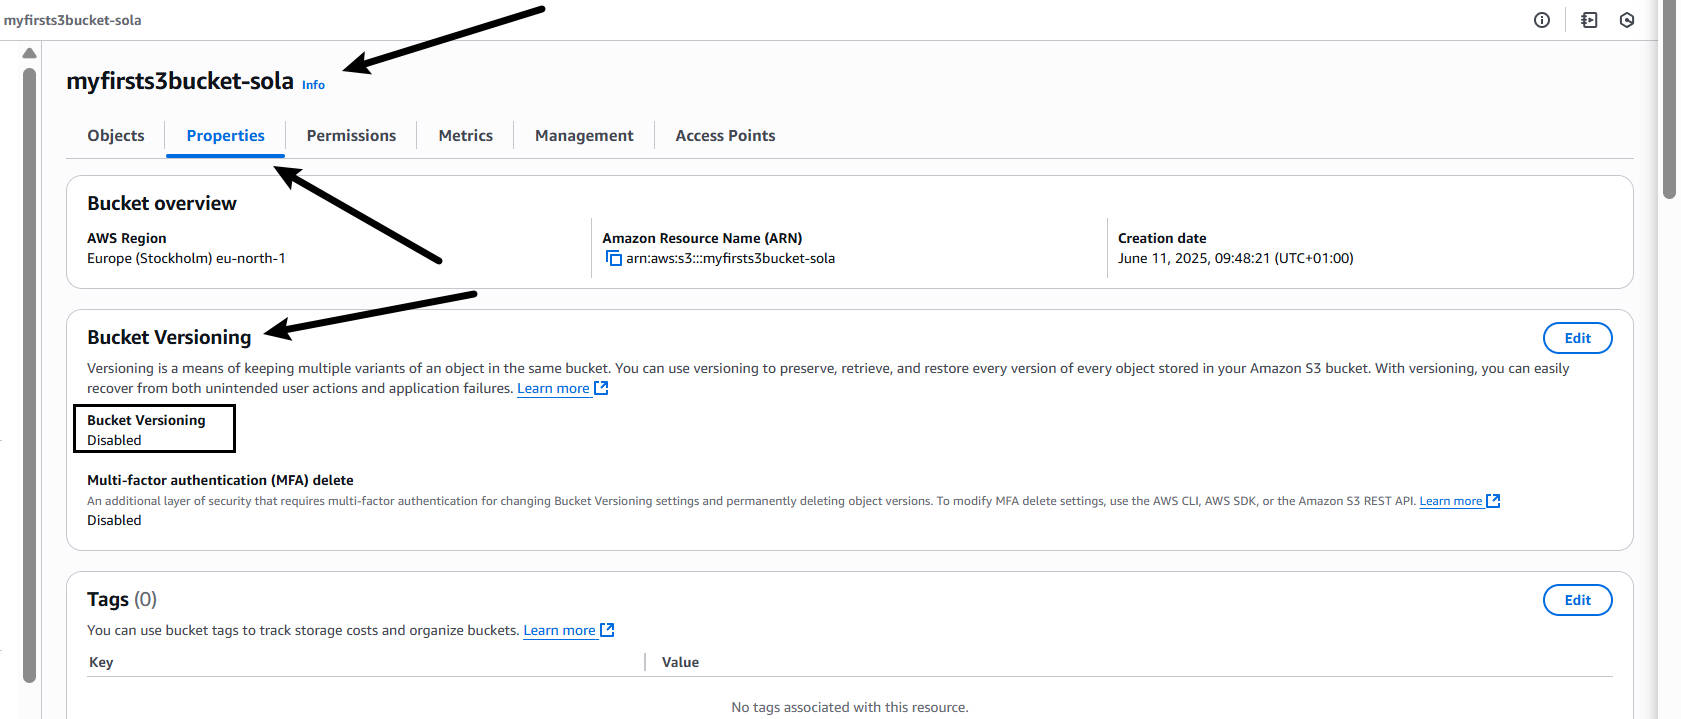 myfirsts3bucket-sola
myfirsts3bucket-sola Info
Objects Properties Permissions Metrics Management Access Points
Bucket overview
AWS Region
Europe (Stockholm) eu-north-1
Amazon Resource Name (ARN)
arn:aws:s3:::myfirsts3bucket-sola
Creation date
June 11, 2025, 09:48:21 (UTC+01:00)
Bucket Versioning
Edit
Versioning is a means of keeping multiple variants of an object in the same bucket. You can use versioning to preserve, retrieve, and restore every version of every object stored in your Amazon S3 bucket. With versioning, you can easily
recover from both unintended user actions and application failures. Learn more
Bucket Versioning
Disabled
Multi-factor authentication (MFA) delete
An additional layer of security that requires multi-factor authentication for changing Bucket Versioning settings and permanently deleting object versions. To modify MFA delete settings, use the AWS CLI, AWS SDK, or the Amazon S3 REST API. Learn more
Disabled
Tags (0)
Edit
You can use bucket tags to track storage costs and organize buckets. Learn more
Key Value
No tags associated with this resource.